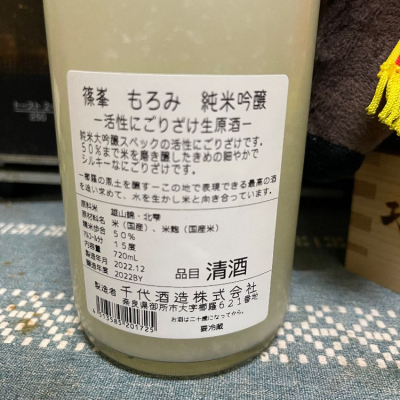 篠峯 もろみ 純米吟醸
ー活性にごりざけ生原酒ー
純米大吟醸スペックの活性にごりざけです。
50%まで米を磨き醸したきめの細やかで
シルキーなにごりざけです。
ー郷の黒土を醸すーこの地で表現できる最高の酒
を追い求めて、水を生かし米と向き合っています。
原料米 雄山錦・北雫
原材料名 米（国産）、米麹（国産米）
精米歩合 50%
アルコール分 15度
内容量 720mL
製造年月 2022.12
醸造年度 2022BY
品目 清酒
製造者 千代酒造株式会社
奈良県御所市大字櫛羅621番地
お酒は二十歳になってから。
要冷蔵
4513585201725